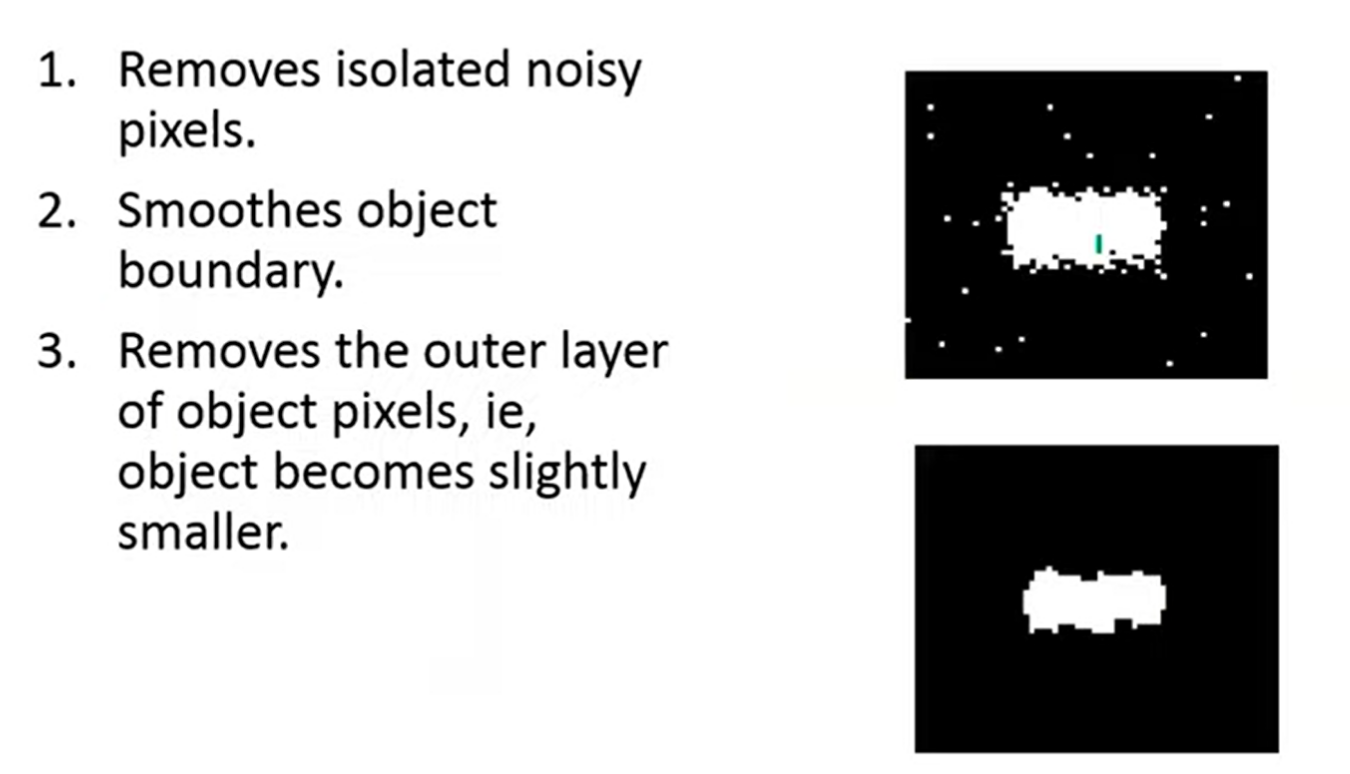 1. Removes isolated noisy
pixels.
2. Smoothes object
boundary.
3. Removes the outer layer
of object pixels, ie,
object becomes slightly
smaller.